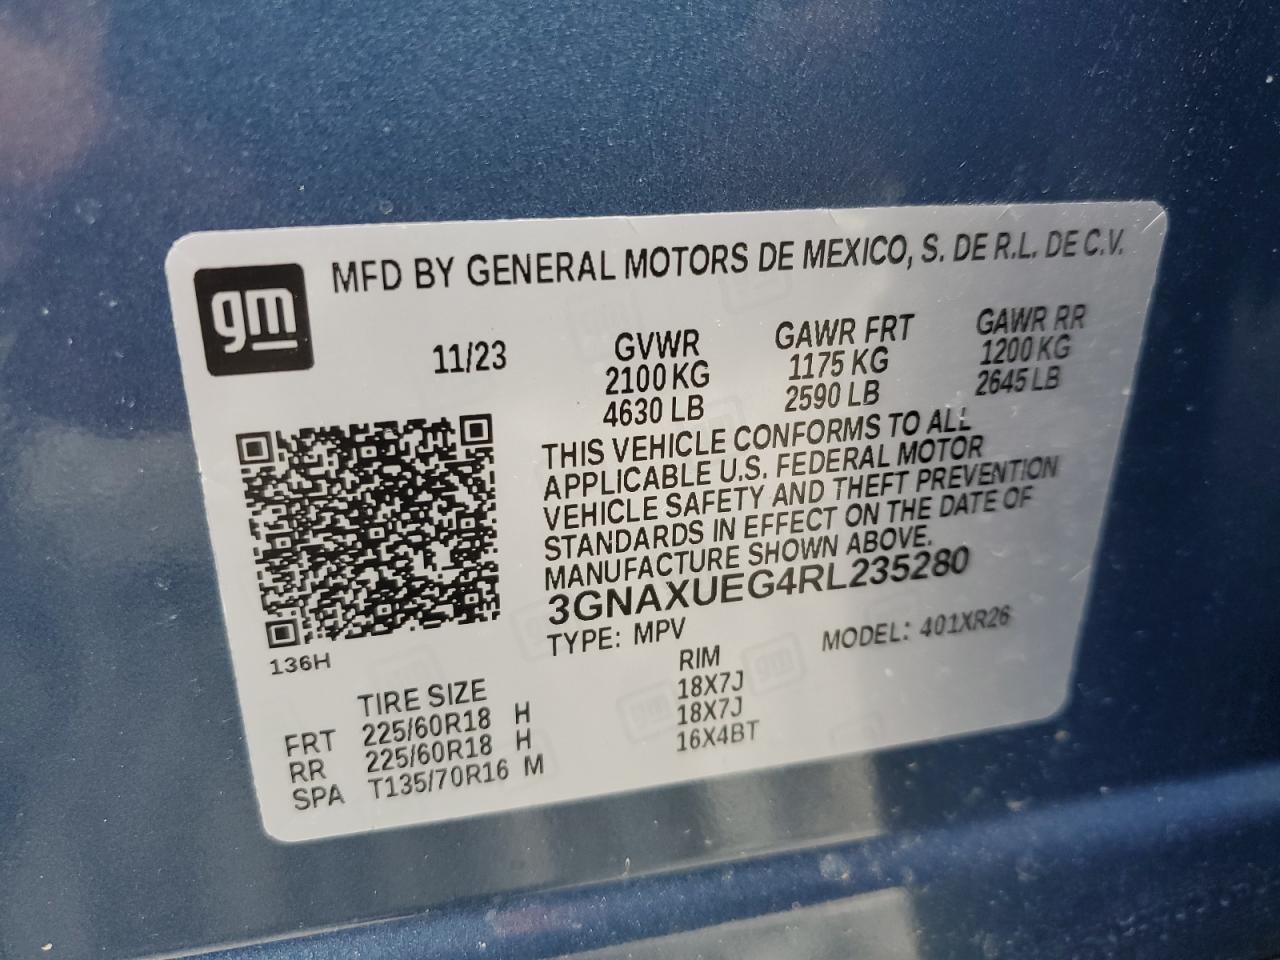 gm
MFD BY GENERAL MOTORS DE MEXICO, S. DE R.L. DE C.V.
11/23
GVWR GAWR FRT GAWR RR
2100 KG 1175 KG 1200 KG
4630 LB 2590 LB 2645 LB
THIS VEHICLE CONFORMS TO ALL
APPLICABLE U.S. FEDERAL MOTOR
VEHICLE SAFETY AND THEFT PREVENTION
STANDARDS IN EFFECT ON THE DATE OF
MANUFACTURE SHOWN ABOVE.
3GNAXUEG4RL235280
TYPE: MPV MODEL: 401XR26
136H
TIRE SIZE RIM
FRT 225/60R18 H 18X7J
RR 225/60R18 H 18X7J
SPA T135/70R16 M 16X4BT